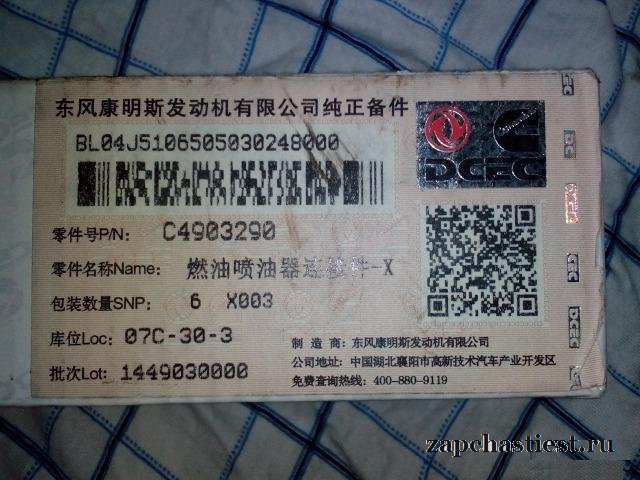 东风康明斯发动机有限公司纯正备件
BL04J5106505030248000
DCEC
零件号P/N: C4903290
零件名称Name: 燃油喷油器连接件-X
包装数量SNP: 6 X003
库位Loc: 07C-30-3
批次Lot: 1449030000
制 造 商: 东风康明斯发动机有限公司
公司地址: 中国湖北襄阳市高新技术汽车产业开发区
免费查询热线: 400-880-9119
zapchastiest.ru